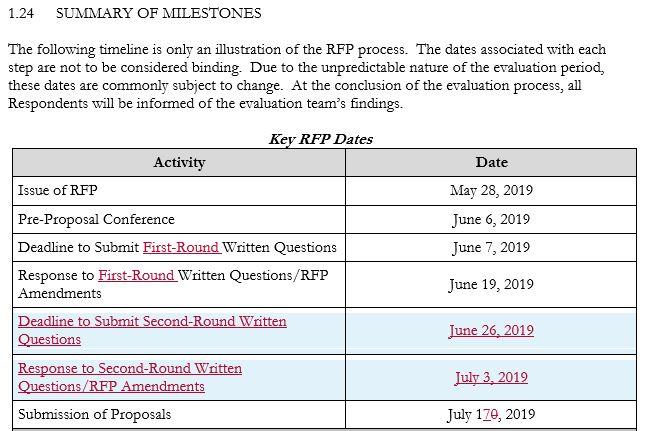 1.24 SUMMARY OF MILESTONES
The following timeline is only an illustration of the RFP process. The dates associated with each
step are not to be considered binding. Due to the unpredictable nature of the evaluation period,
these dates are commonly subject to change. At the conclusion of the evaluation process, all
Respondents will be informed of the evaluation team's findings.
Key RFP Dates
Activity Date
Issue of RFP May 28, 2019
Pre-Proposal Conference June 6, 2019
Deadline to Submit First-Round Written Questions June 7, 2019
Response to First-Round Written Questions/RFP
Amendments June 19, 2019
Deadline to Submit Second-Round Written
Questions June 26, 2019
Response to Second-Round Written
Questions/RFP Amendments July 3, 2019
Submission of Proposals July 170, 2019